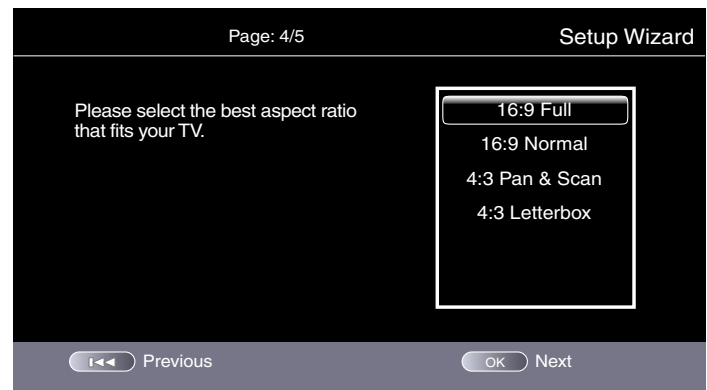 Page: 4/5
Setup Wizard
Please select the best aspect ratio
that fits your TV.
16:9 Full
16:9 Normal
4:3 Pan & Scan
4:3 Letterbox
Previous
OK Next